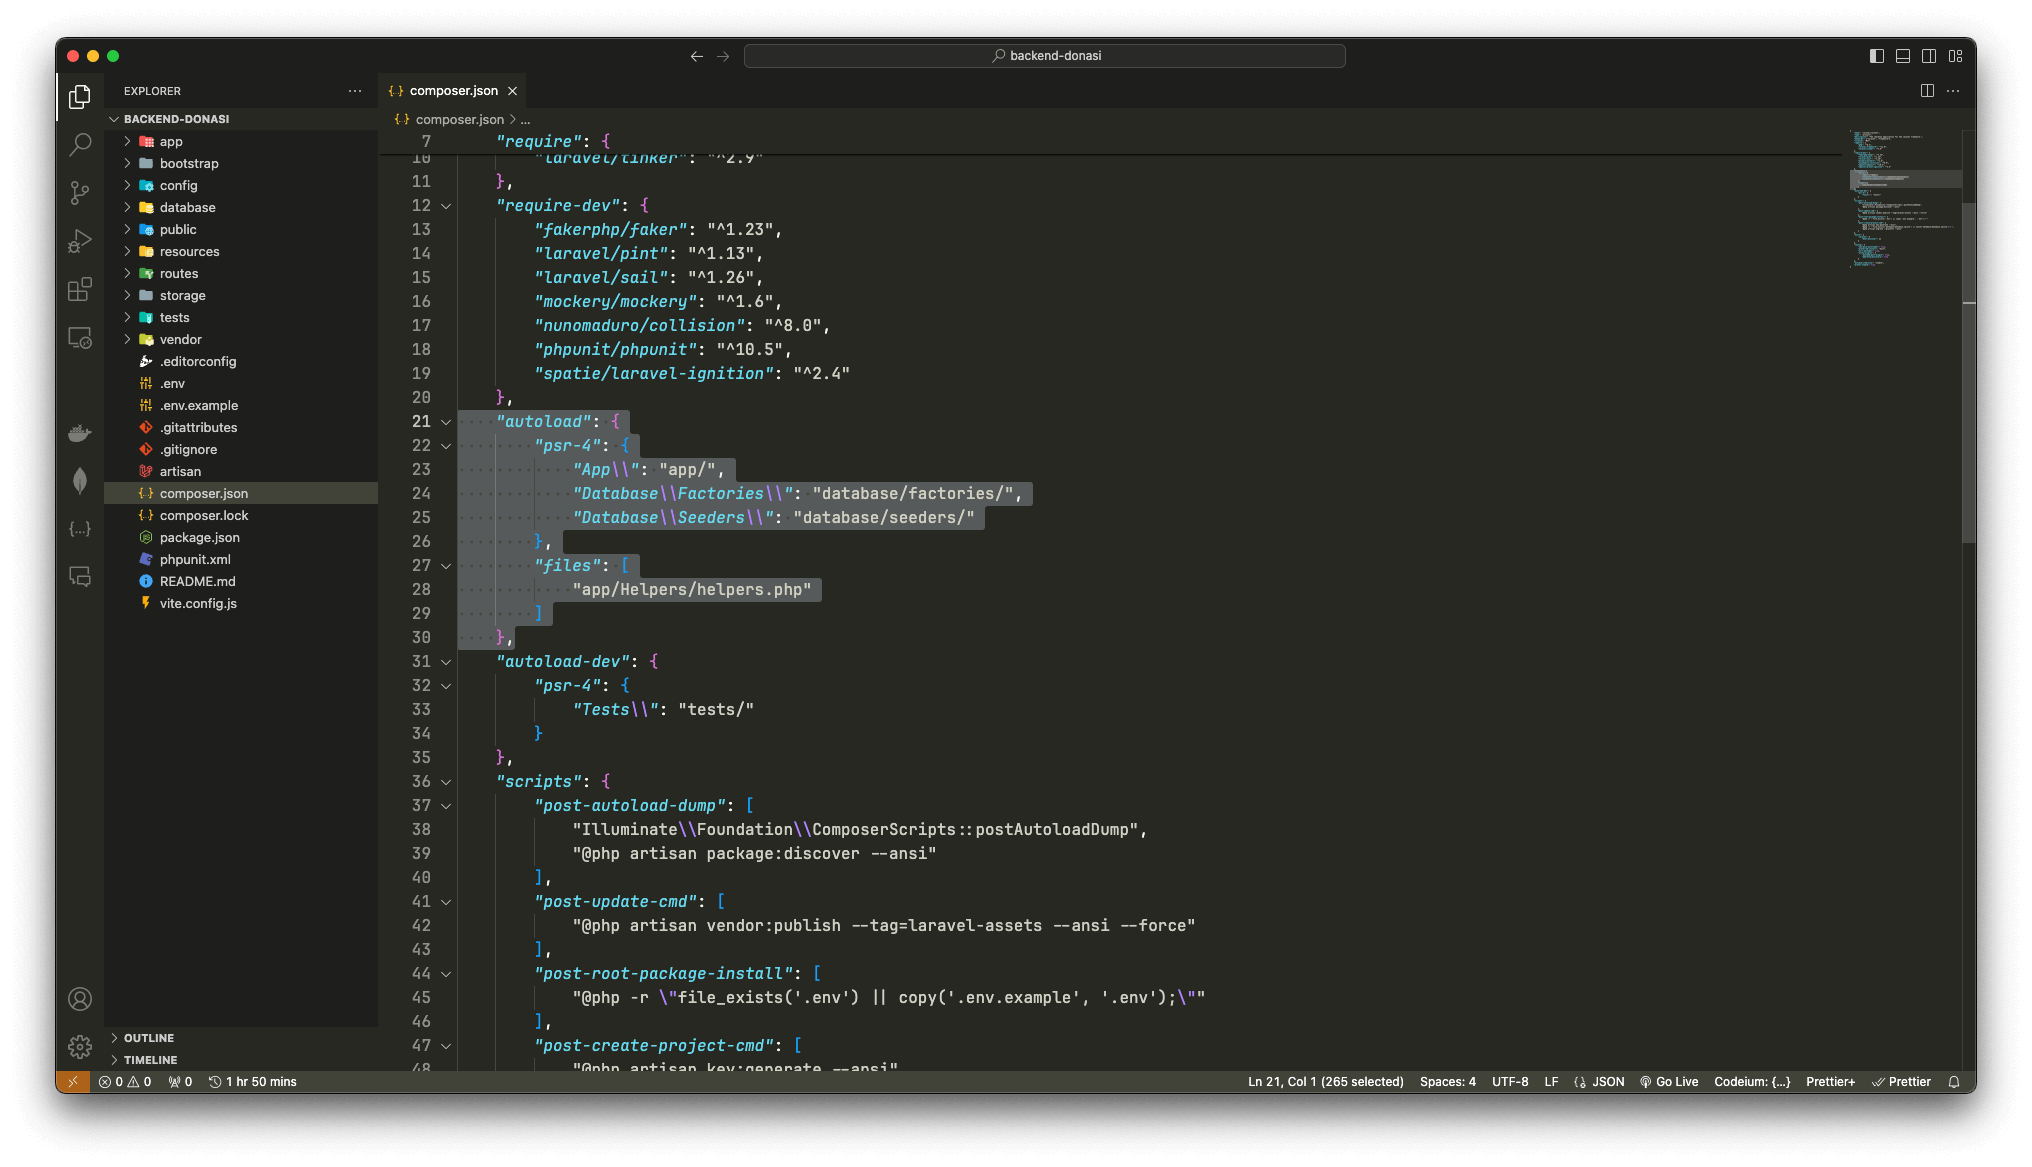 backend-donasi
EXPLORER
composer.json
BACKEND-DONASI
app
bootstrap
config
database
public
resources
routes
storage
tests
vendor
.editorconfig
.env
.env.example
.gitattributes
.gitignore
artisan
composer.json
composer.lock
package.json
phpunit.xml
README.md
vite.config.js
OUTLINE
TIMELINE
composer.json > ...
7 "require": {
10 "laravel/tinker": "^2.9"
11 },
12 "require-dev": {
13 "fakerphp/faker": "^1.23",
14 "laravel/pint": "^1.13",
15 "laravel/sail": "^1.26",
16 "mockery/mockery": "^1.6",
17 "nunomaduro/collision": "^8.0",
18 "phpunit/phpunit": "^10.5",
19 "spatie/laravel-ignition": "^2.4"
20 },
21 "autoload": {
22 "psr-4": {
23 "App\\": "app/",
24 "Database\\Factories\\": "database/factories/",
25 "Database\\Seeders\\": "database/seeders/"
26 },
27 "files": [
28 "app/Helpers/helpers.php"
29 ]
30 },
31 "autoload-dev": {
32 "psr-4": {
33 "Tests\\": "tests/"
34 }
35 },
36 "scripts": {
37 "post-autoload-dump": [
38 "Illuminate\\Foundation\\ComposerScripts::postAutoloadDump",
39 "@php artisan package:discover --ansi"
40 ],
41 "post-update-cmd": [
42 "@php artisan vendor:publish --tag=laravel-assets --ansi --force"
43 ],
44 "post-root-package-install": [
45 "@php -r \"file_exists('.env') || copy('.env.example', '.env');\""
46 ],
47 "post-create-project-cmd": [
48 "@php artisan key:generate --ansi"
0 0 0 1 hr 50 mins
Ln 21, Col 1 (265 selected) Spaces: 4 UTF-8 LF JSON Go Live Codeium: {...} Prettier+ Prettier